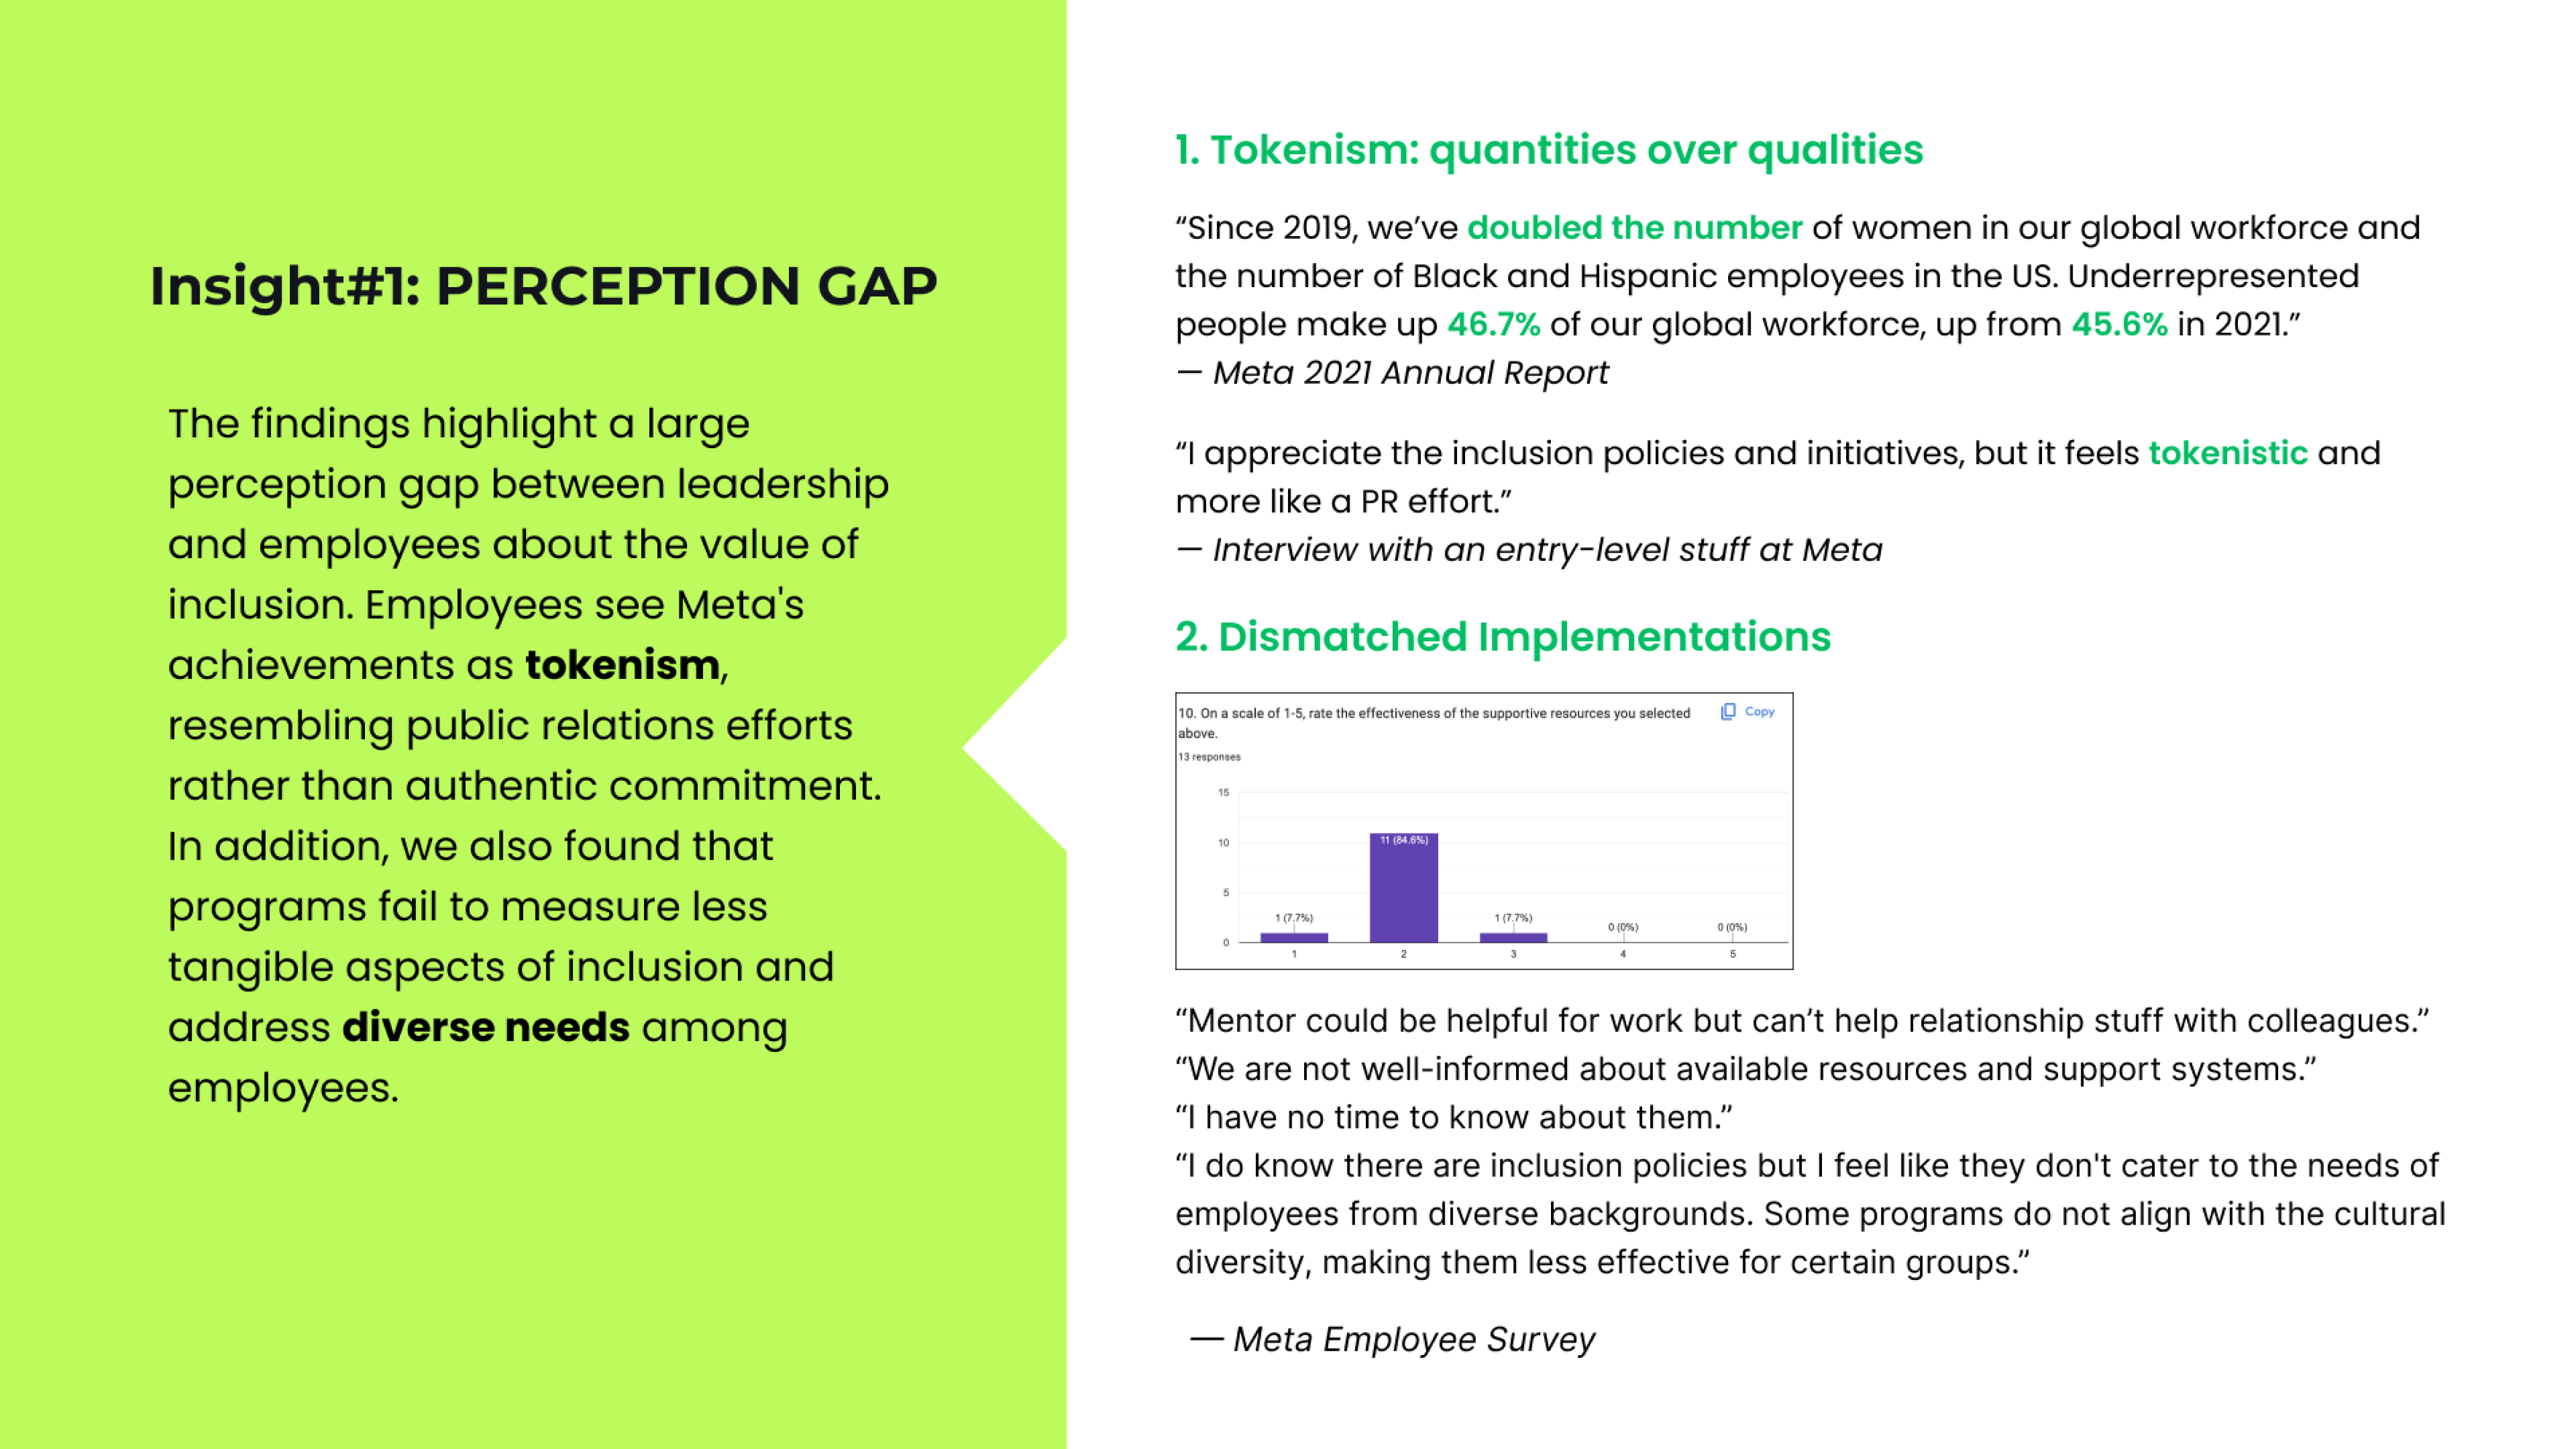 Insight#1: PERCEPTION GAP
The findings highlight a large
perception gap between leadership
and employees about the value of
inclusion. Employees see Meta's
achievements as tokenism,
resembling public relations efforts
rather than authentic commitment.
In addition, we also found that
programs fail to measure less
tangible aspects of inclusion and
address diverse needs among
employees.
1. Tokenism: quantities over qualities
“Since 2019, we’ve doubled the number of women in our global workforce and
the number of Black and Hispanic employees in the US. Underrepresented
people make up 46.7% of our global workforce, up from 45.6% in 2021.”
— Meta 2021 Annual Report
“I appreciate the inclusion policies and initiatives, but it feels tokenistic and
more like a PR effort.”
— Interview with an entry-level stuff at Meta
2. Dismatched Implementations
10. On a scale of 1-5, rate the effectiveness of the supportive resources you selected
above.
Copy
13 responses
15
10
5
0
1 (7.7%)
11 (84.6%)
1 (7.7%)
0 (0%)
0 (0%)
1
2
3
4
5
“Mentor could be helpful for work but can’t help relationship stuff with colleagues.”
“We are not well-informed about available resources and support systems.”
“I have no time to know about them.”
“I do know there are inclusion policies but I feel like they don't cater to the needs of
employees from diverse backgrounds. Some programs do not align with the cultural
diversity, making them less effective for certain groups.”
— Meta Employee Survey